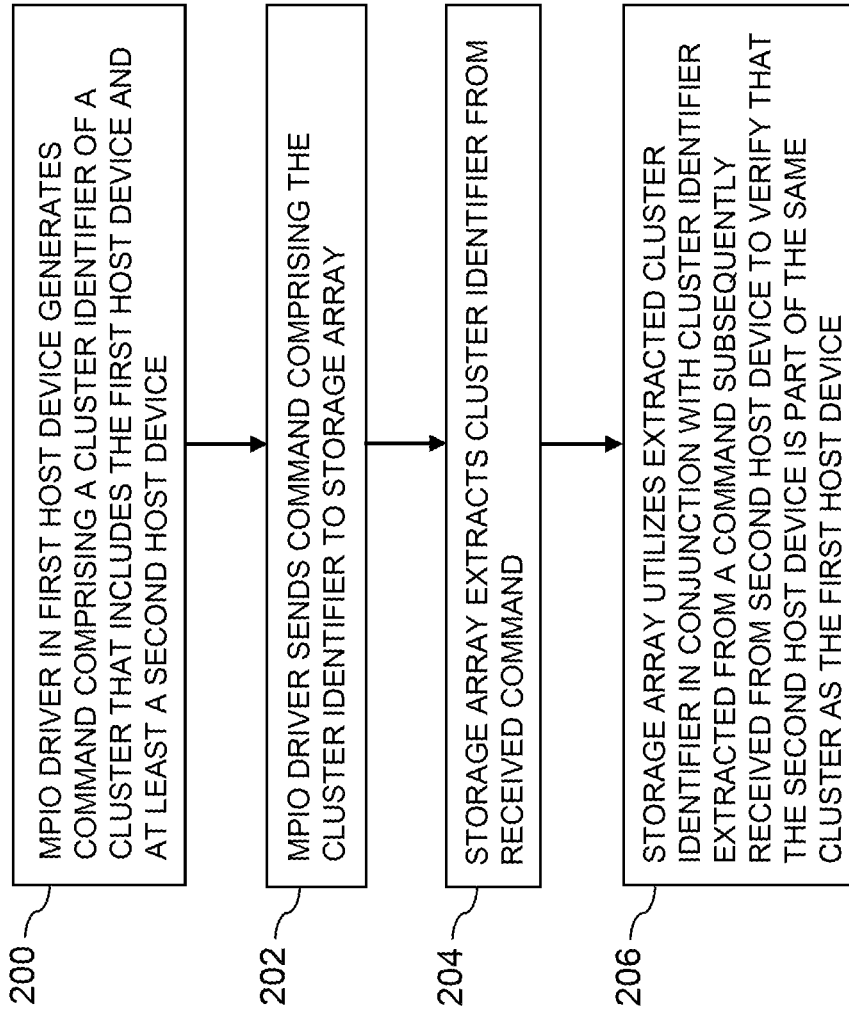 200
MPIO DRIVER IN FIRST HOST DEVICE GENERATES
COMMAND COMPRISING A CLUSTER IDENTIFIER OF A
CLUSTER THAT INCLUDES THE FIRST HOST DEVICE AND
AT LEAST A SECOND HOST DEVICE
202
MPIO DRIVER SENDS COMMAND COMPRISING THE
CLUSTER IDENTIFIER TO STORAGE ARRAY
204
STORAGE ARRAY EXTRACTS CLUSTER IDENTIFIER FROM
RECEIVED COMMAND
206
STORAGE ARRAY UTILIZES EXTRACTED CLUSTER
IDENTIFIER IN CONJUNCTION WITH CLUSTER IDENTIFIER
EXTRACTED FROM A COMMAND SUBSEQUENTLY
RECEIVED FROM SECOND HOST DEVICE TO VERIFY THAT
THE SECOND HOST DEVICE IS PART OF THE SAME
CLUSTER AS THE FIRST HOST DEVICE